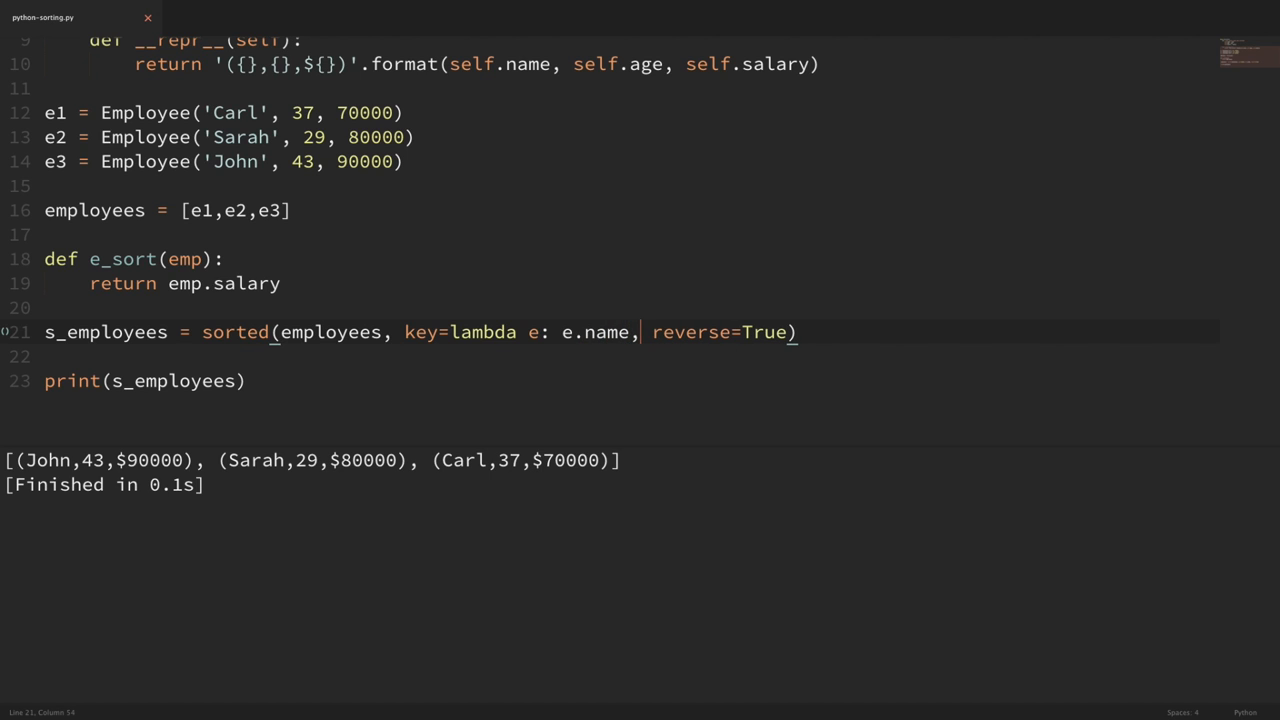 python-sorting.py ×
9     def __repr__(self):
10         return '({},{},${})'.format(self.name, self.age, self.salary)
11
12 e1 = Employee('Carl', 37, 70000)
13 e2 = Employee('Sarah', 29, 80000)
14 e3 = Employee('John', 43, 90000)
15
16 employees = [e1,e2,e3]
17
18 def e_sort(emp):
19     return emp.salary
20
()21 s_employees = sorted(employees, key=lambda e: e.name, reverse=True)
22
23 print(s_employees)
[(John,43,$90000), (Sarah,29,$80000), (Carl,37,$70000)]
[Finished in 0.1s]
Line 21, Column 54 Spaces: 4 Python